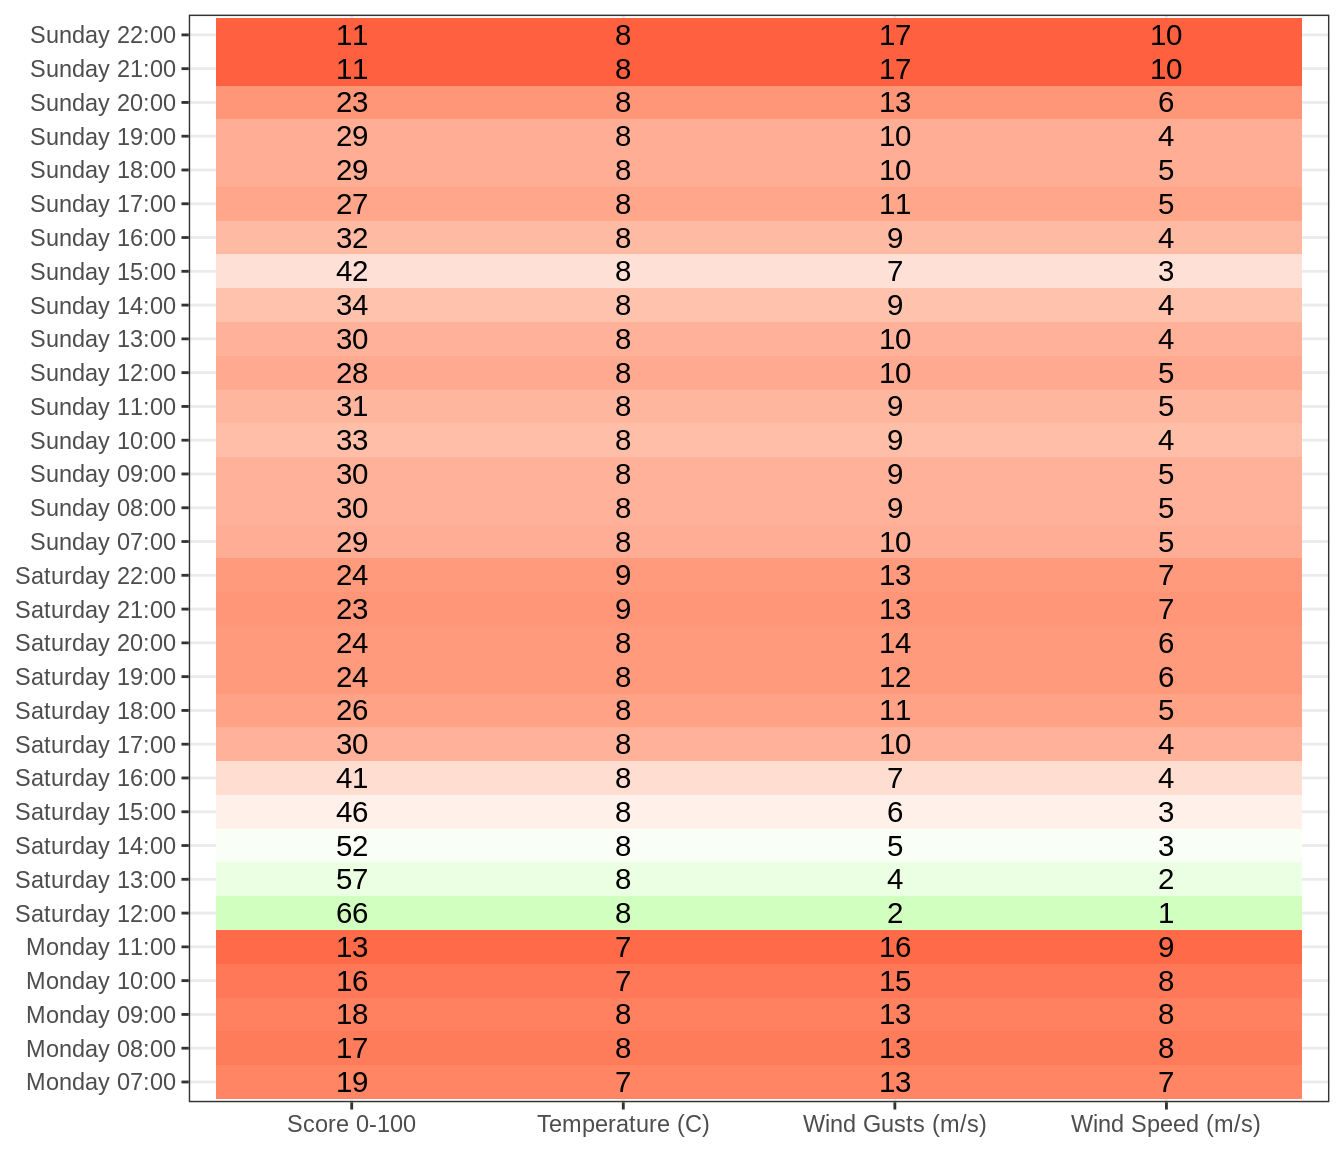 Sunday 22:00 11 8 17 10
Sunday 21:00 11 8 17 10
Sunday 20:00 23 8 13 6
Sunday 19:00 29 8 10 4
Sunday 18:00 29 8 10 5
Sunday 17:00 27 8 11 5
Sunday 16:00 32 8 9 4
Sunday 15:00 42 8 7 3
Sunday 14:00 34 8 9 4
Sunday 13:00 30 8 10 4
Sunday 12:00 28 8 10 5
Sunday 11:00 31 8 9 5
Sunday 10:00 33 8 9 4
Sunday 09:00 30 8 9 5
Sunday 08:00 30 8 9 5
Sunday 07:00 29 8 10 5
Saturday 22:00 24 9 13 7
Saturday 21:00 23 9 13 7
Saturday 20:00 24 8 14 6
Saturday 19:00 24 8 12 6
Saturday 18:00 26 8 11 5
Saturday 17:00 30 8 10 4
Saturday 16:00 41 8 7 4
Saturday 15:00 46 8 6 3
Saturday 14:00 52 8 5 3
Saturday 13:00 57 8 4 2
Saturday 12:00 66 8 2 1
Monday 11:00 13 7 16 9
Monday 10:00 16 7 15 8
Monday 09:00 18 8 13 8
Monday 08:00 17 8 13 8
Monday 07:00 19 7 13 7
Score 0-100 Temperature (C) Wind Gusts (m/s) Wind Speed (m/s)